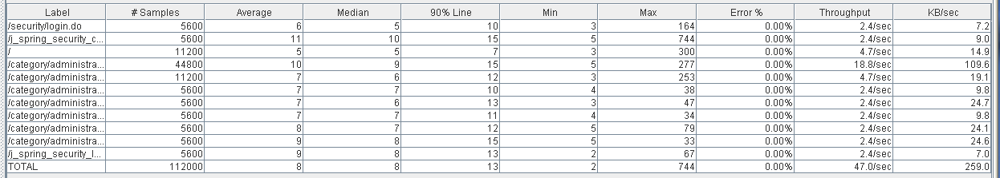 Label # Samples Average Median 90% Line Min Max Error % Throughput KB/sec
/security/login.do 5600 6 5 10 3 164 0.00% 2.4/sec 7.2
/j_spring_security_c... 5600 11 10 15 5 744 0.00% 2.4/sec 9.0
/ 11200 5 5 7 3 300 0.00% 4.7/sec 14.9
/category/administra... 44800 10 9 15 5 277 0.00% 18.8/sec 109.6
/category/administra... 11200 7 6 12 3 253 0.00% 4.7/sec 19.1
/category/administra... 5600 7 7 10 4 38 0.00% 2.4/sec 9.8
/category/administra... 5600 7 6 13 3 47 0.00% 2.4/sec 24.7
/category/administra... 5600 7 7 11 4 34 0.00% 2.4/sec 9.8
/category/administra... 5600 8 7 12 5 79 0.00% 2.4/sec 24.1
/category/administra... 5600 9 8 15 5 33 0.00% 2.4/sec 24.6
/j_spring_security_l... 5600 9 8 13 2 67 0.00% 2.4/sec 7.0
TOTAL 112000 8 8 13 2 744 0.00% 47.0/sec 259.0